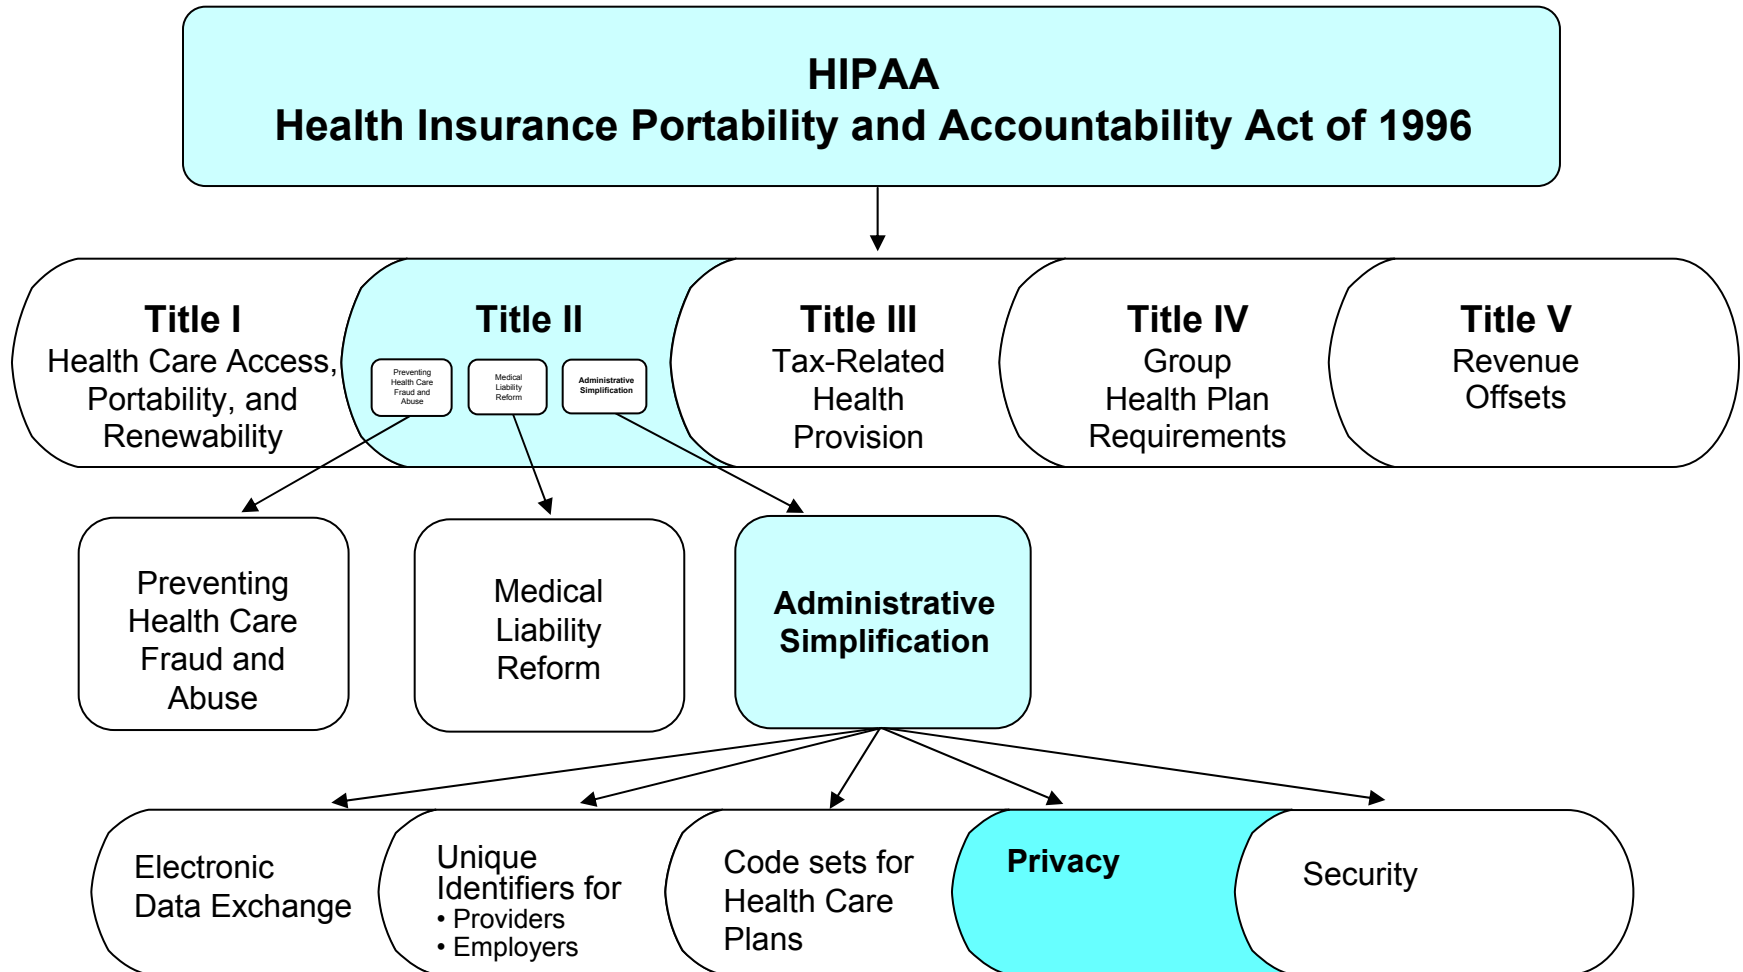 HIPAA
Health Insurance Portability and Accountability Act of 1996
Title I
Health Care Access,
Portability, and
Renewability
Title II
Preventing
Health Care
Fraud and
Abuse
Medical
Liability
Reform
Administrative
Simplification
Title III
Tax-Related
Health
Provision
Title IV
Group
Health Plan
Requirements
Title V
Revenue
Offsets
Preventing
Health Care
Fraud and
Abuse
Medical
Liability
Reform
Administrative
Simplification
Electronic
Data Exchange
Unique
Identifiers for
• Providers
• Employers
Code sets for
Health Care
Plans
Privacy
Security